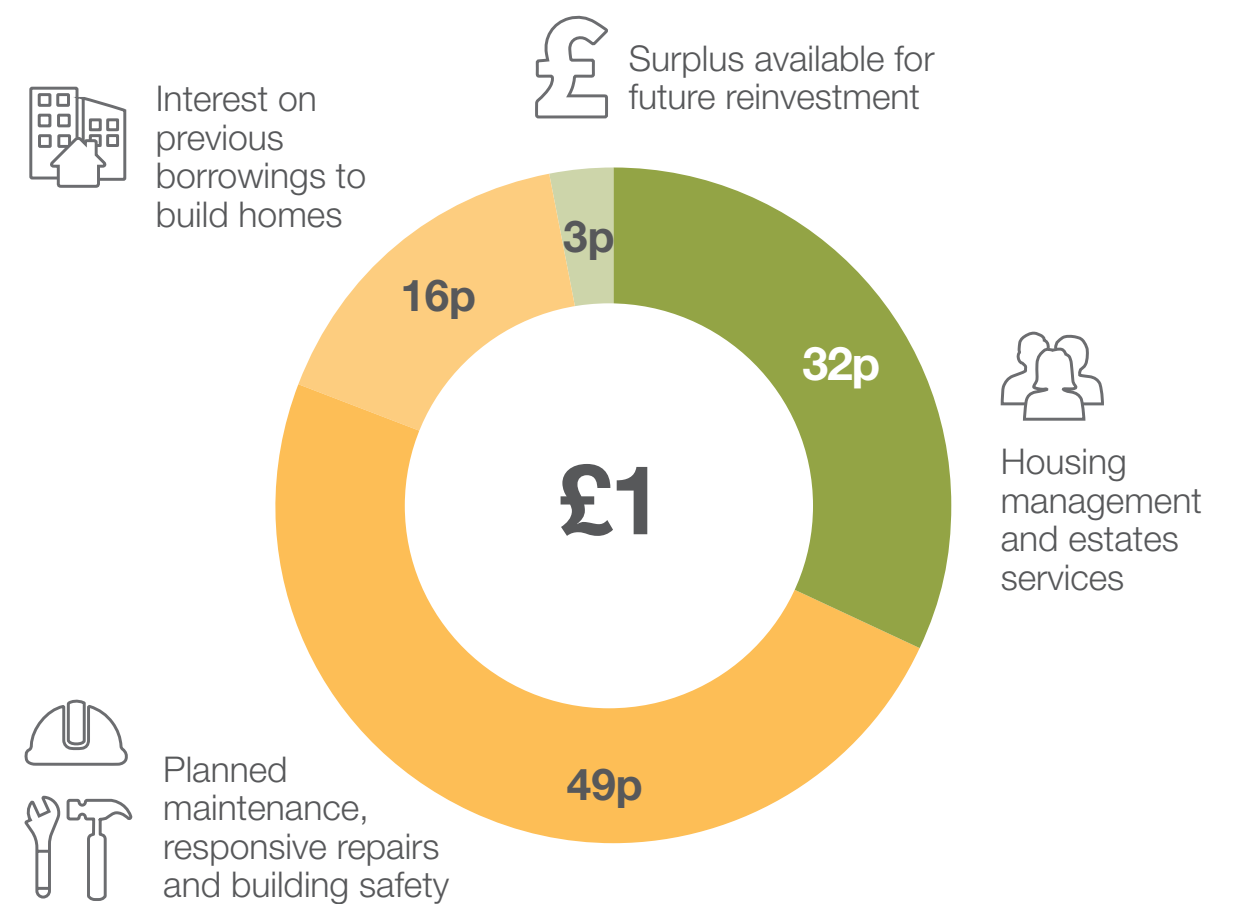 £
Surplus available for
future reinvestment
Interest on
previous
borrowings to
build homes
3p
16p
32p
£1
Housing
management
and estates
services
49p
Planned
maintenance,
responsive repairs
and building safety